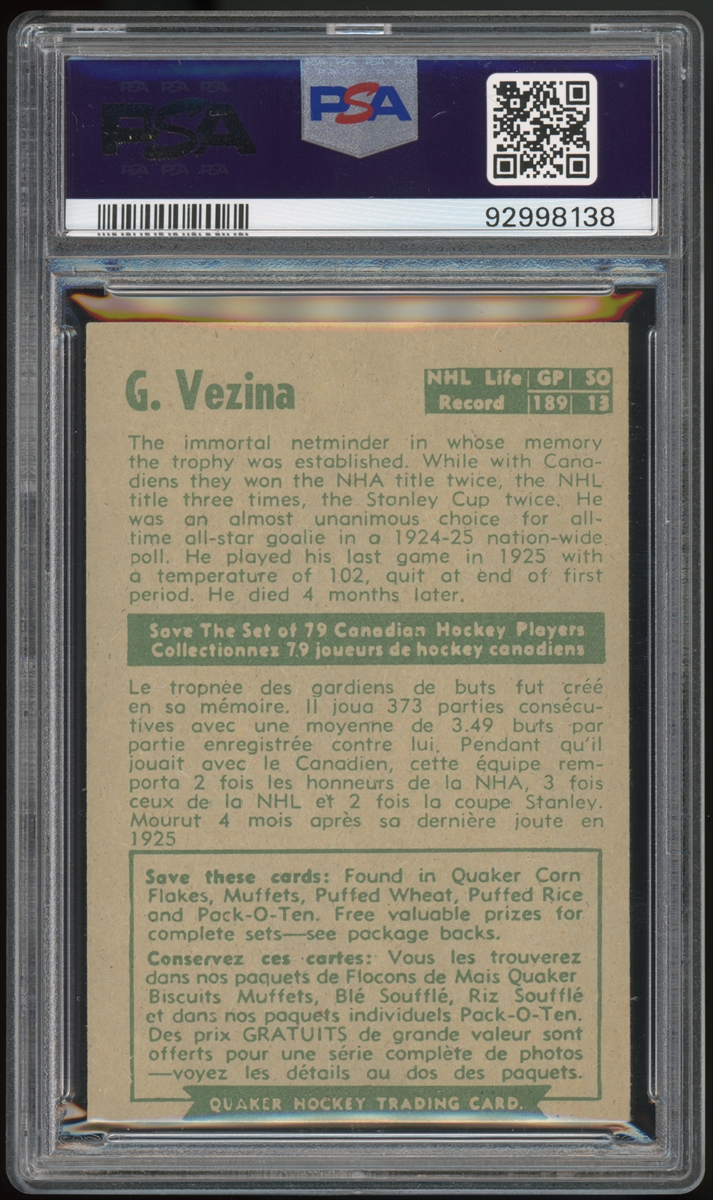 PSA PSA PSA
PSA
PSA PSA PSA
PSA
92998138
G. Vezina
NHL Life GP SO
Record 189 13
The immortal netminder in whose memory
the trophy was established. While with Cana-
diens they won the NHA title twice, the NHL
title three times, the Stanley Cup twice. He
was an almost unanimous choice for all-
time all-star goalie in a 1924-25 nation-wide
poll. He played his last game in 1925 with
a temperature of 102, quit at end of first
period. He died 4 months later.
Save The Set of 79 Canadian Hockey Players
Collectionnez 79 joueurs de hockey canadiens
Le tropnée des gardiens de buts fut créé
en sa mémoire. Il joua 373 parties consécu-
tives avec une moyenne de 3.49 buts par
partie enregistrée contre lui. Pendant qu'il
jouait avec le Canadien, cette équipe rem-
porta 2 fois les honneurs de la NHA, 3 fois
ceux de la NHL et 2 fois la coupe Stanley.
Mourut 4 mois après sa dernière joute en
1925
Save these cards: Found in Quaker Corn
Flakes, Muffets, Puffed Wheat, Puffed Rice
and Pack-O-Ten. Free valuable prizes for
complete sets—see package backs.
Conservez ces cartes: Vous les trouverez
dans nos paquets de Flocons de Mais Quaker
Biscuits Muffets, Blé Soufflé, Riz Soufflé
et dans nos paquets individuels Pack-O-Ten.
Des prix GRATUITS de grande valeur sont
offerts pour une série complète de photos
—voyez les détails au dos des paquets.
QUAKER HOCKEY TRADING CARD.